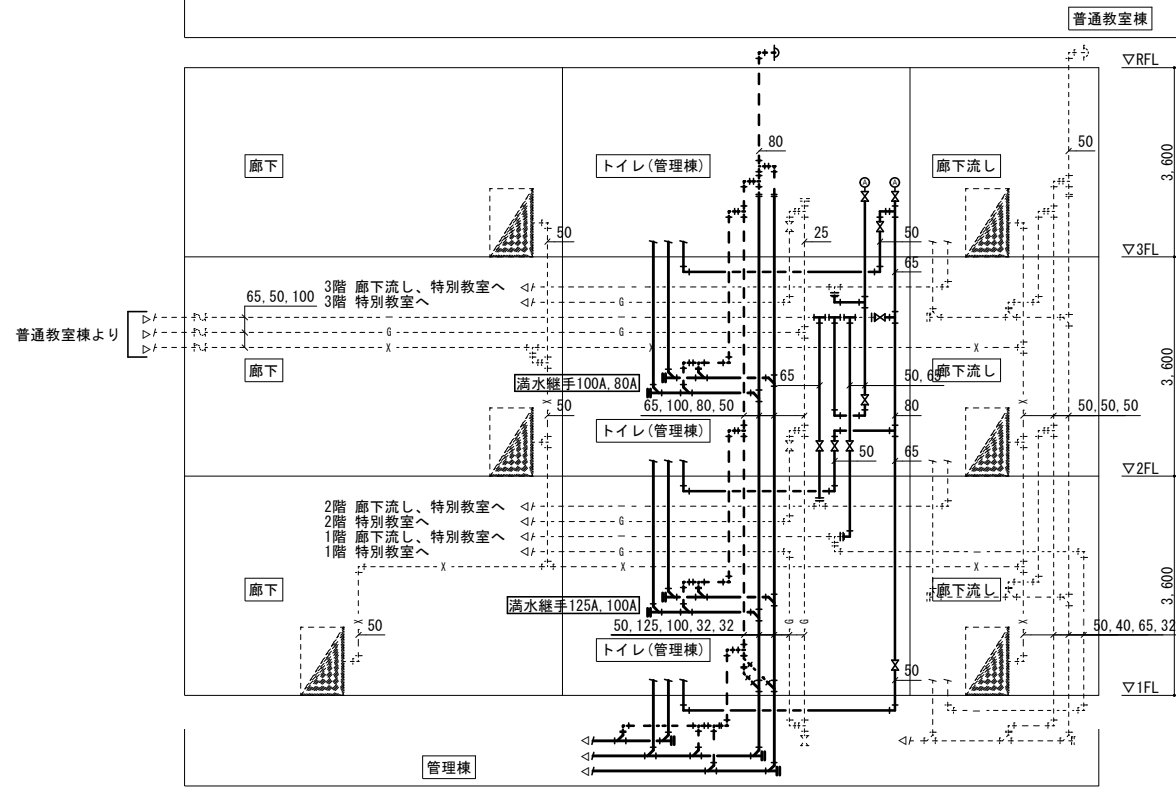 普通教室棟
▽RFL
80
50
3,600
廊下
トイレ(管理棟)
廊下流し
A
A
50
25
50
▽3FL
65
3階 廊下流し、特別教室へ
3階 特別教室へ
G
65,50,100
普通教室棟より
G
G
X
X
3,600
廊下
満水継手100A,80A
65
50,65
廊下流し
50
65,100,80,50
80
50,50,50
X
X
トイレ(管理棟)
50
65
▽2FL
2階 廊下流し、特別教室へ
2階 特別教室へ
G
1階 廊下流し、特別教室へ
1階 特別教室へ
G
X
X
3,600
廊下
満水継手125A,100A
廊下流し
X
50
50,125,100,32,32
G
G
X
50,40,65,32
トイレ(管理棟)
50
▽1FL
管理棟